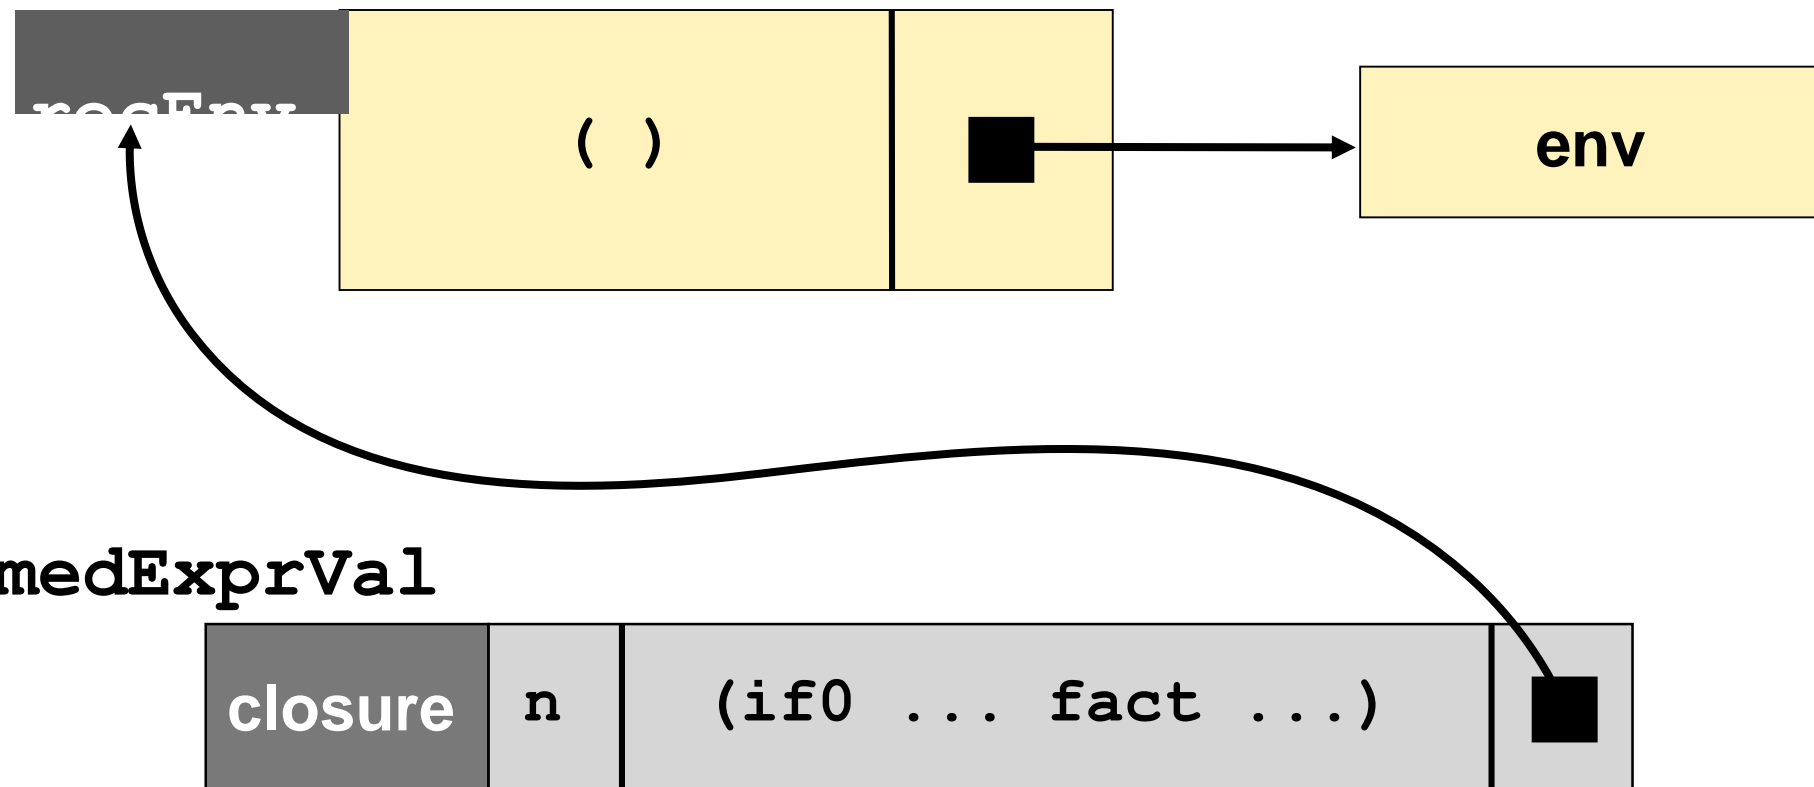 ( )
env
medExprVal
closure n (if0 ... fact ...)